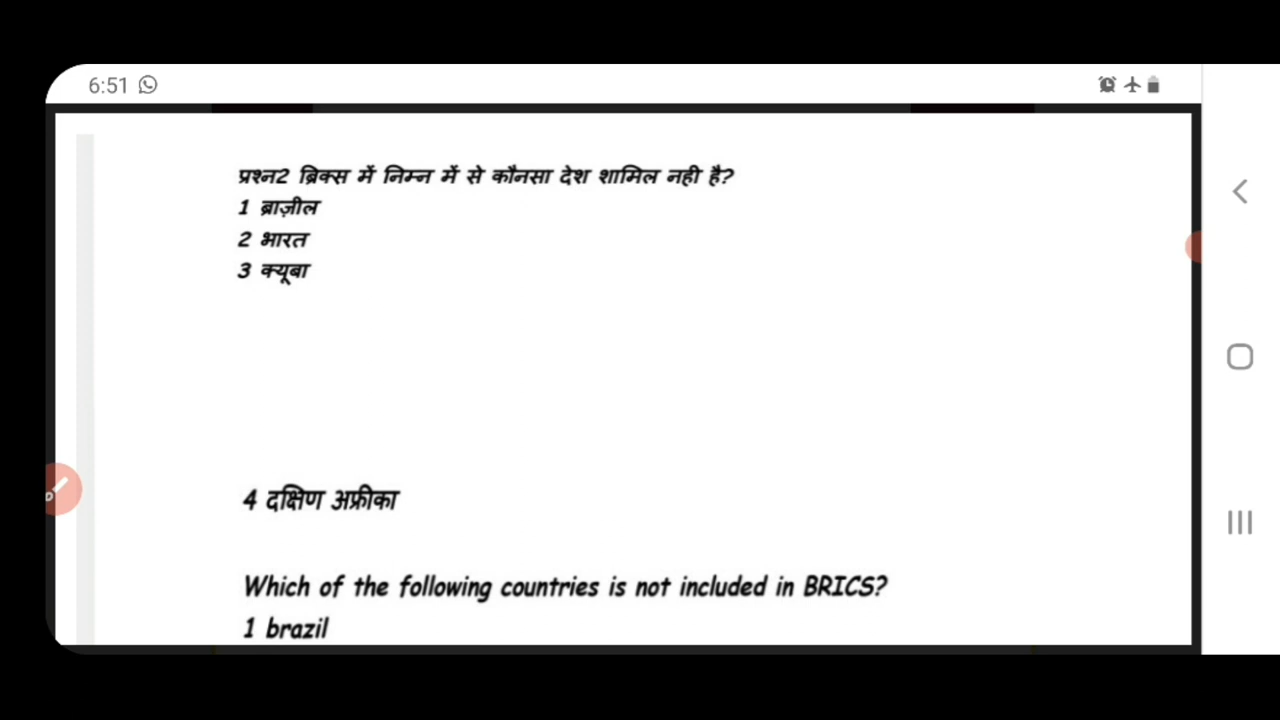 6:51
प्रश्न2 ब्रिक्स में निम्न में से कौनसा देश शामिल नही है?
1 ब्राज़ील
2 भारत
3 क्यूबा
4 दक्षिण अफ्रीका
Which of the following countries is not included in BRICS?
1 brazil